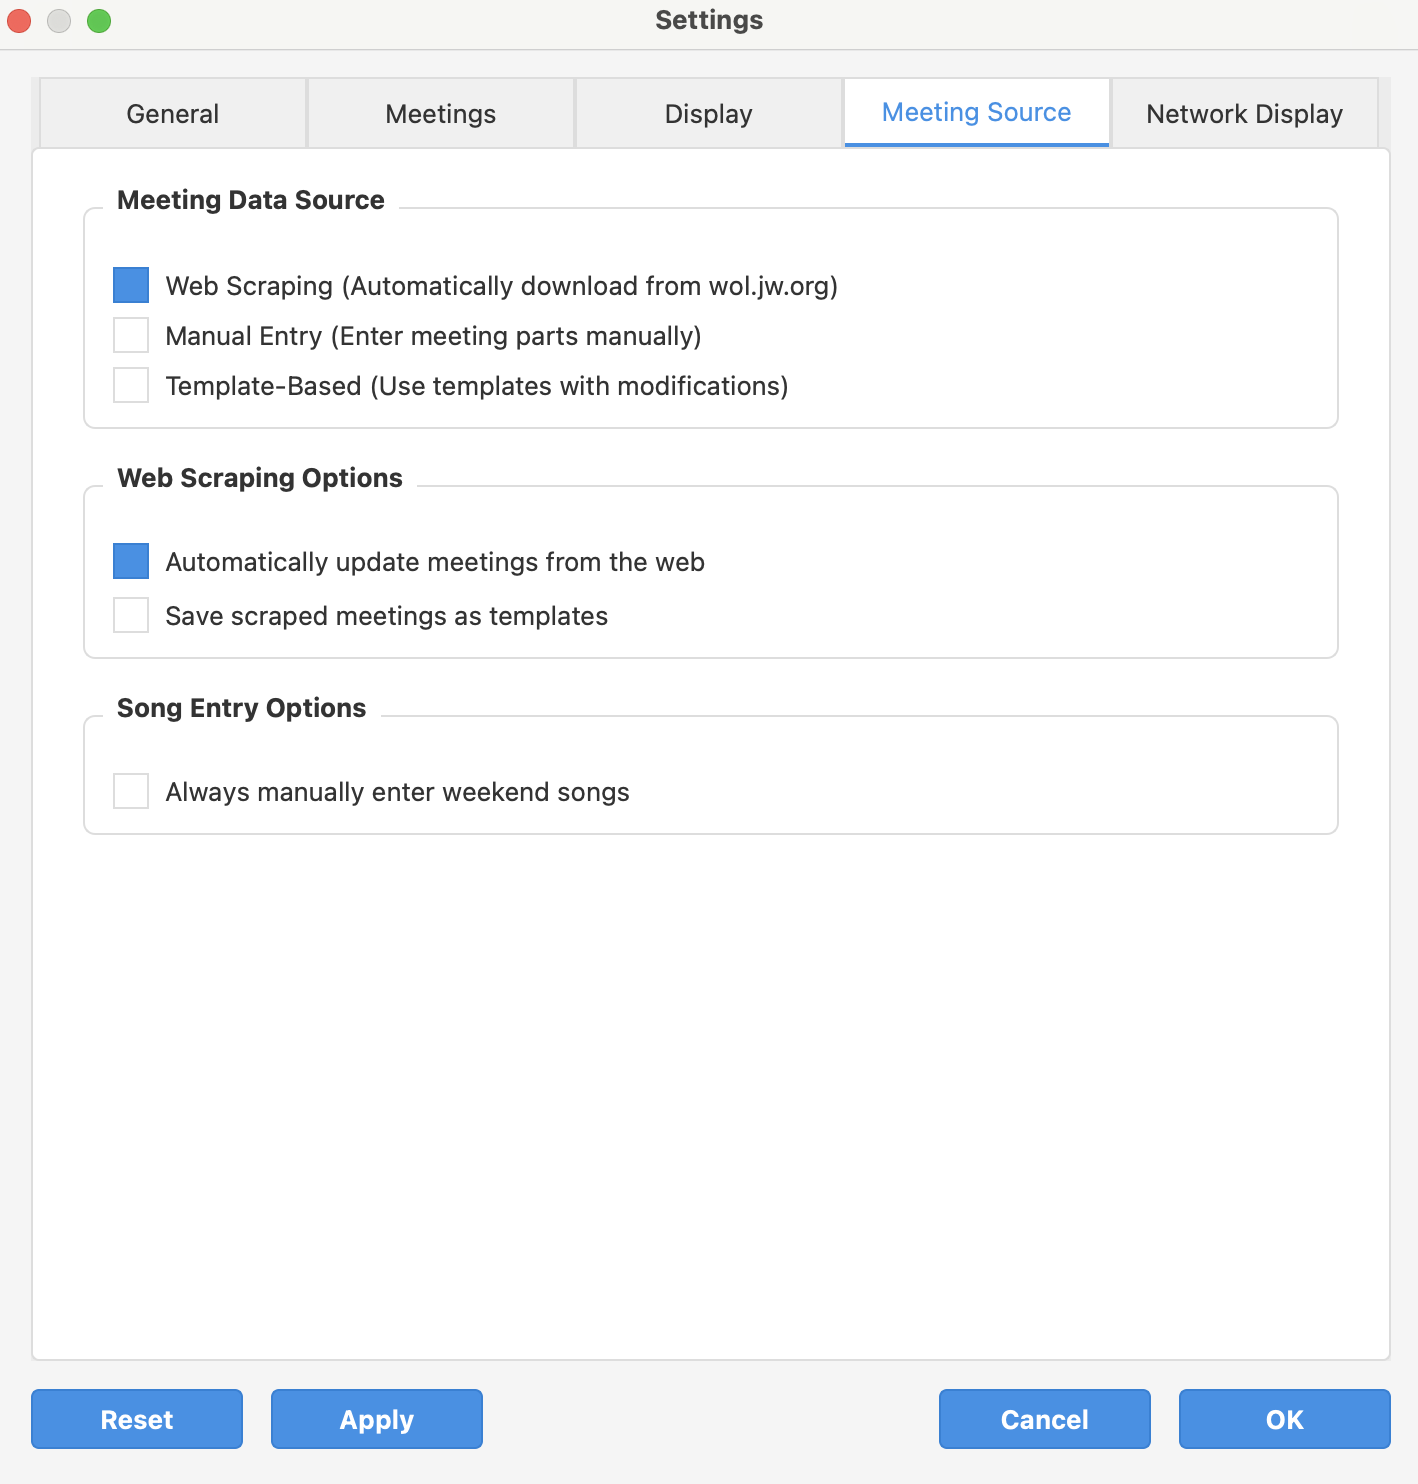 Settings
General
Meetings
Display
Meeting Source
Network Display
Meeting Data Source
Web Scraping (Automatically download from wol.jw.org)
Manual Entry (Enter meeting parts manually)
Template-Based (Use templates with modifications)
Web Scraping Options
Automatically update meetings from the web
Save scraped meetings as templates
Song Entry Options
Always manually enter weekend songs
Reset
Apply
Cancel
OK